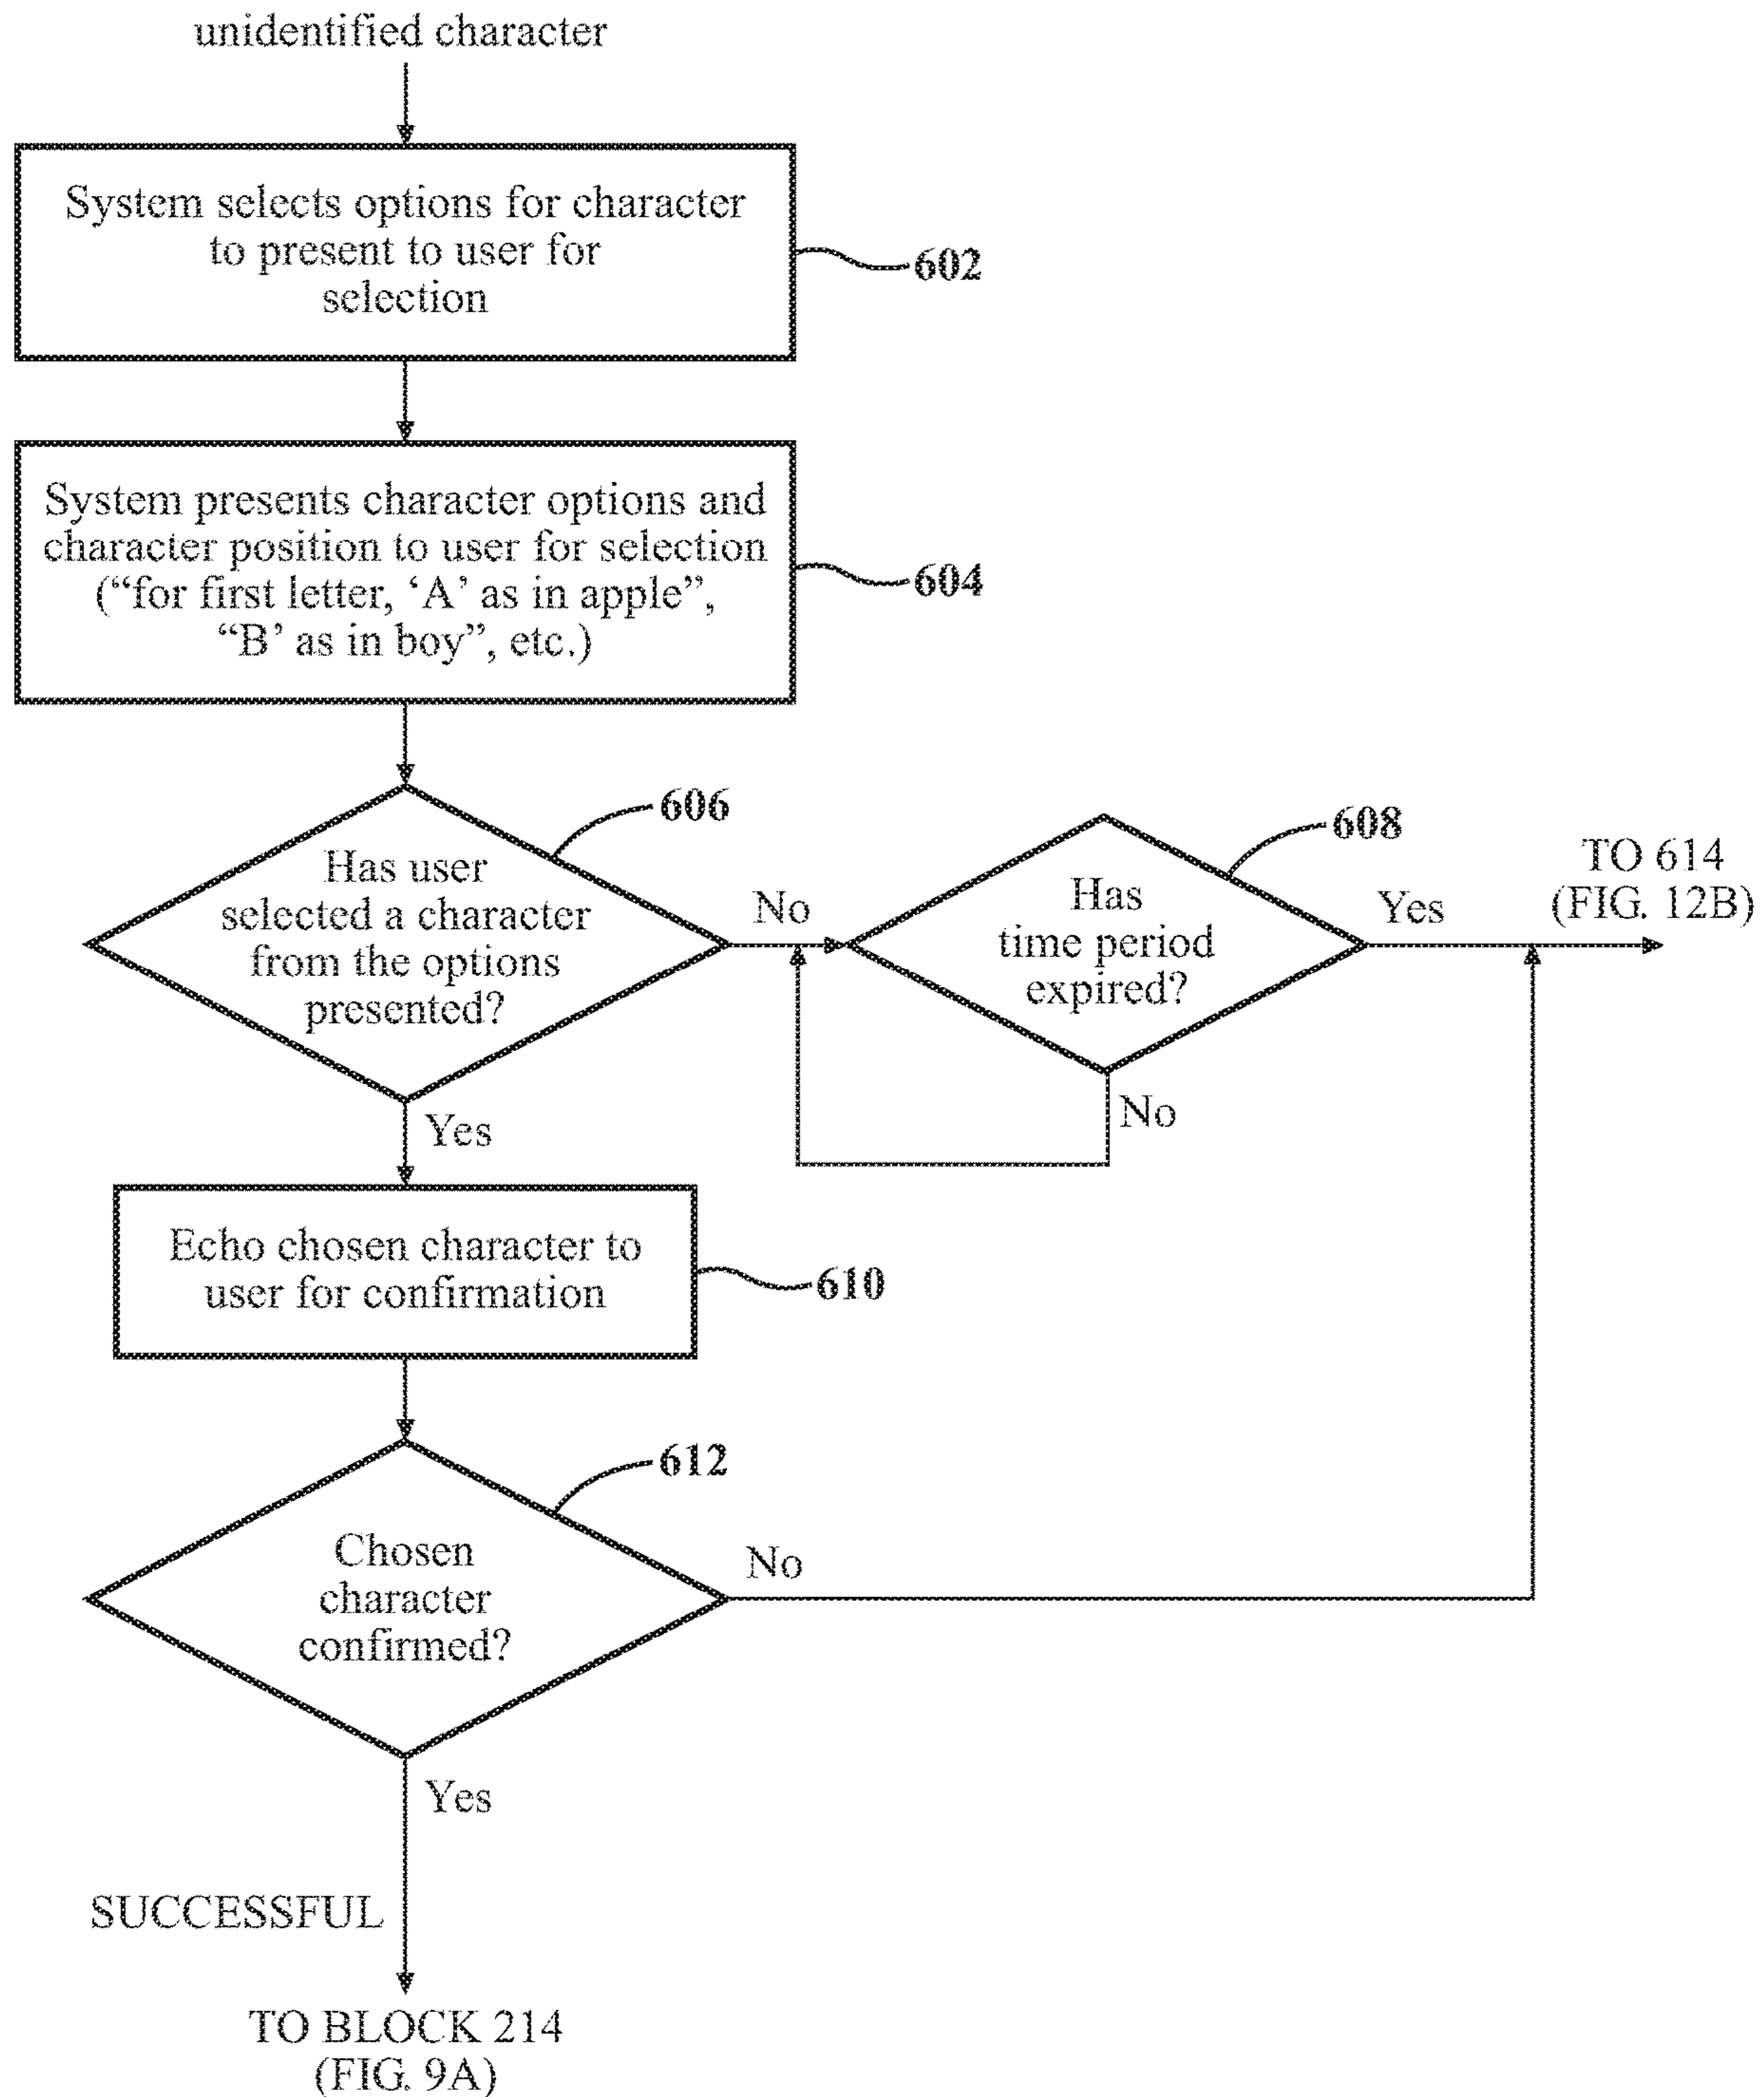 unidentified character
System selects options for character
to present to user for
selection
602
System presents character options and
character position to user for selection
(“for first letter, ‘A’ as in apple”,
“B’ as in boy”, etc.)
604
606
Has user
selected a character
from the options
presented?
No
608
Has
time period
expired?
Yes
TO 614
(FIG. 12B)
No
Yes
Echo chosen character to
user for confirmation
610
612
Chosen
character
confirmed?
No
Yes
SUCCESSFUL
TO BLOCK 214
(FIG. 9A)